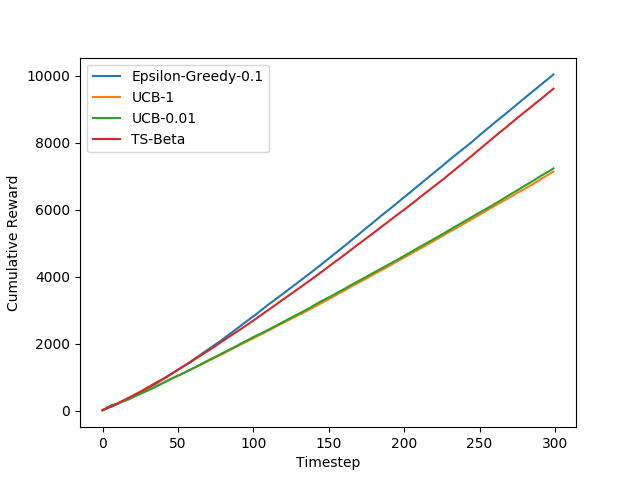 Epsilon-Greedy-0.1
UCB-1
UCB-0.01
TS-Beta
Cumulative Reward
10000
8000
6000
4000
2000
0
0 50 100 150 200 250 300
Timestep